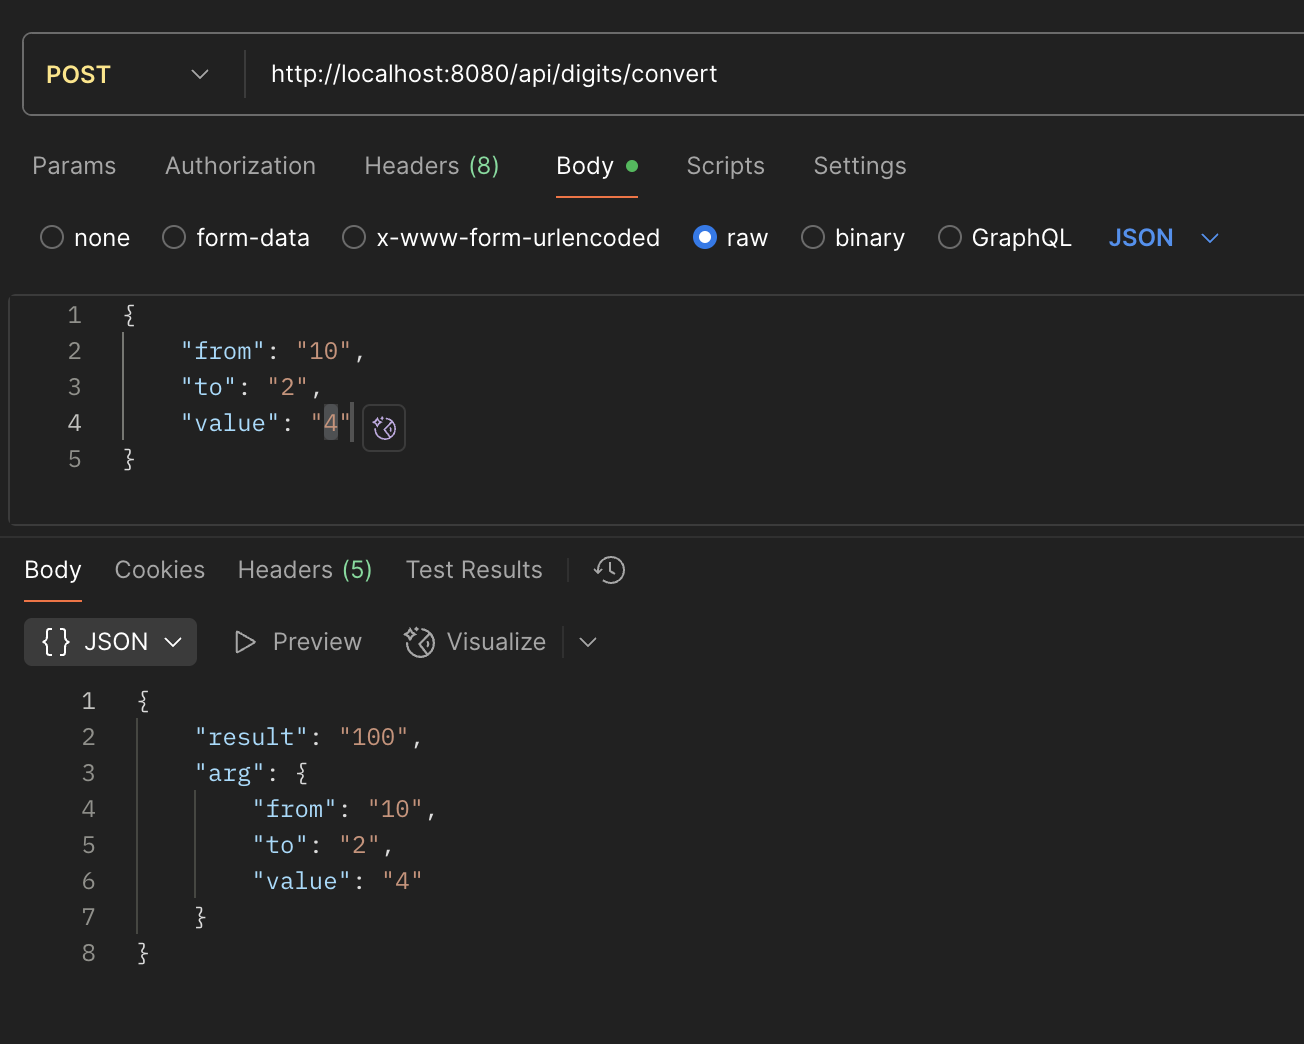 POST http://localhost:8080/api/digits/convert
Params Authorization Headers (8) Body Scripts Settings
none form-data x-www-form-urlencoded raw binary GraphQL JSON
1 {
2 "from": "10",
3 "to": "2",
4 "value": "4"
5 }
Body Cookies Headers (5) Test Results
{} JSON Preview Visualize
1 {
2 "result": "100",
3 "arg": {
4 "from": "10",
5 "to": "2",
6 "value": "4"
7 }
8 }